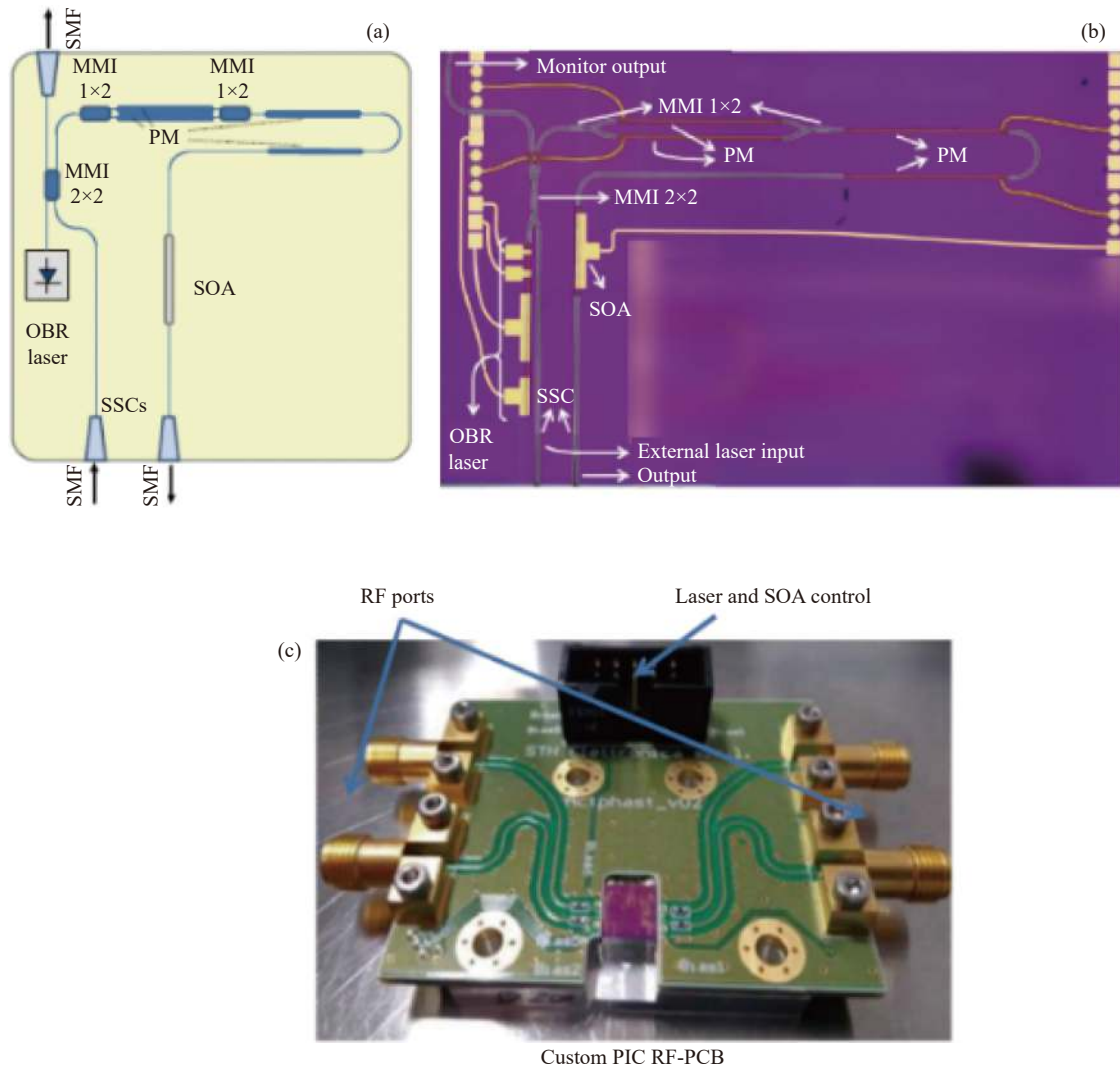 SMF
(a)
MMI
1×2
MMI
1×2
PM
MMI
2×2
SOA
OBR
laser
SSCs
SMF
SMF
(b)
Monitor output
MMI 1×2
PM
PM
MMI 2×2
SOA
SSC
OBR
laser
External laser input
Output
RF ports
Laser and SOA control
(c)
Actphast_v02
Custom PIC RF-PCB